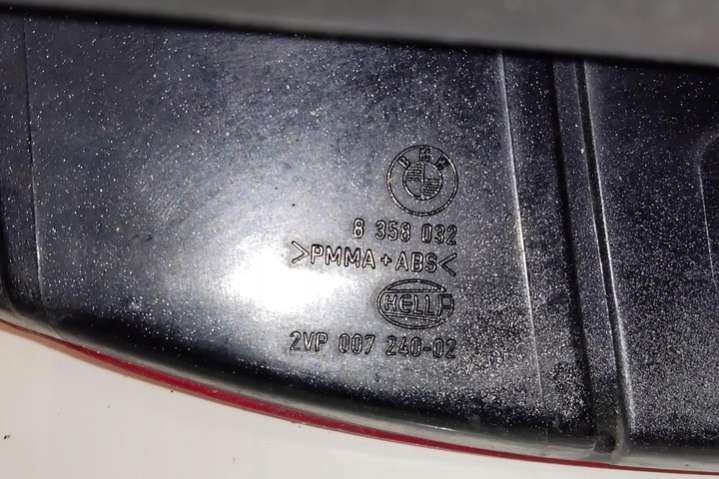 BMW
8 358 032
>PMMA+ABS<
HELLA
2VP 007 240-02